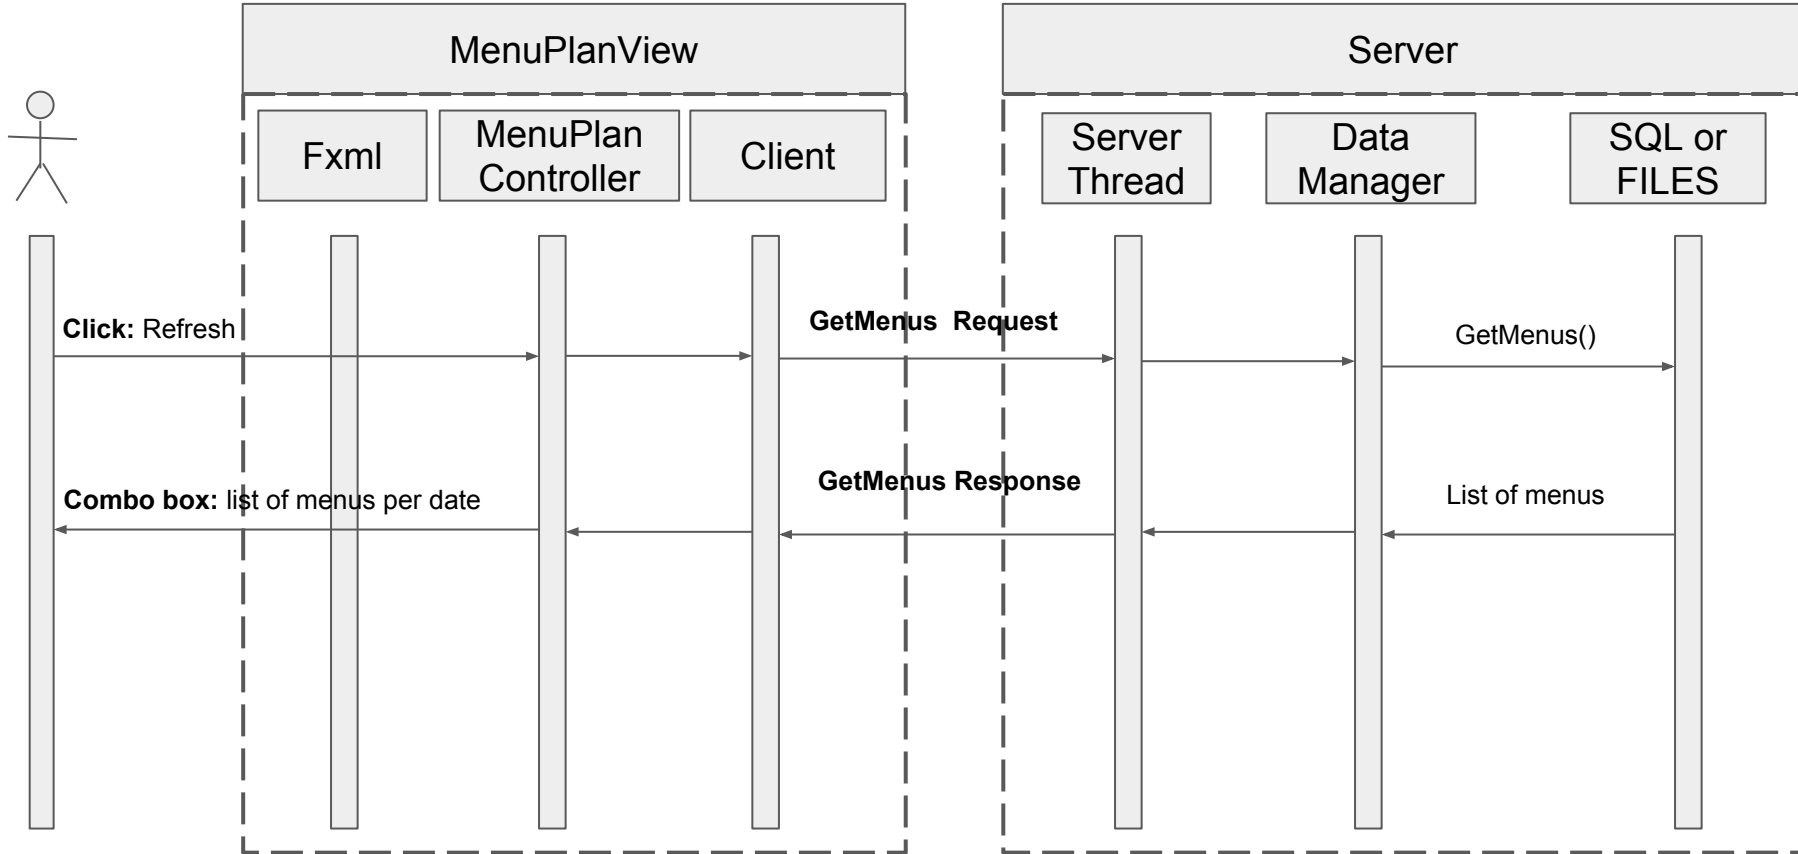 MenuPlanView
Server
Fxml
MenuPlan
Controller
Client
Server
Thread
Data
Manager
SQL or
FILES
Click: Refresh
GetMenus  Request
GetMenus()
Combo box: list of menus per date
GetMenus Response
List of menus